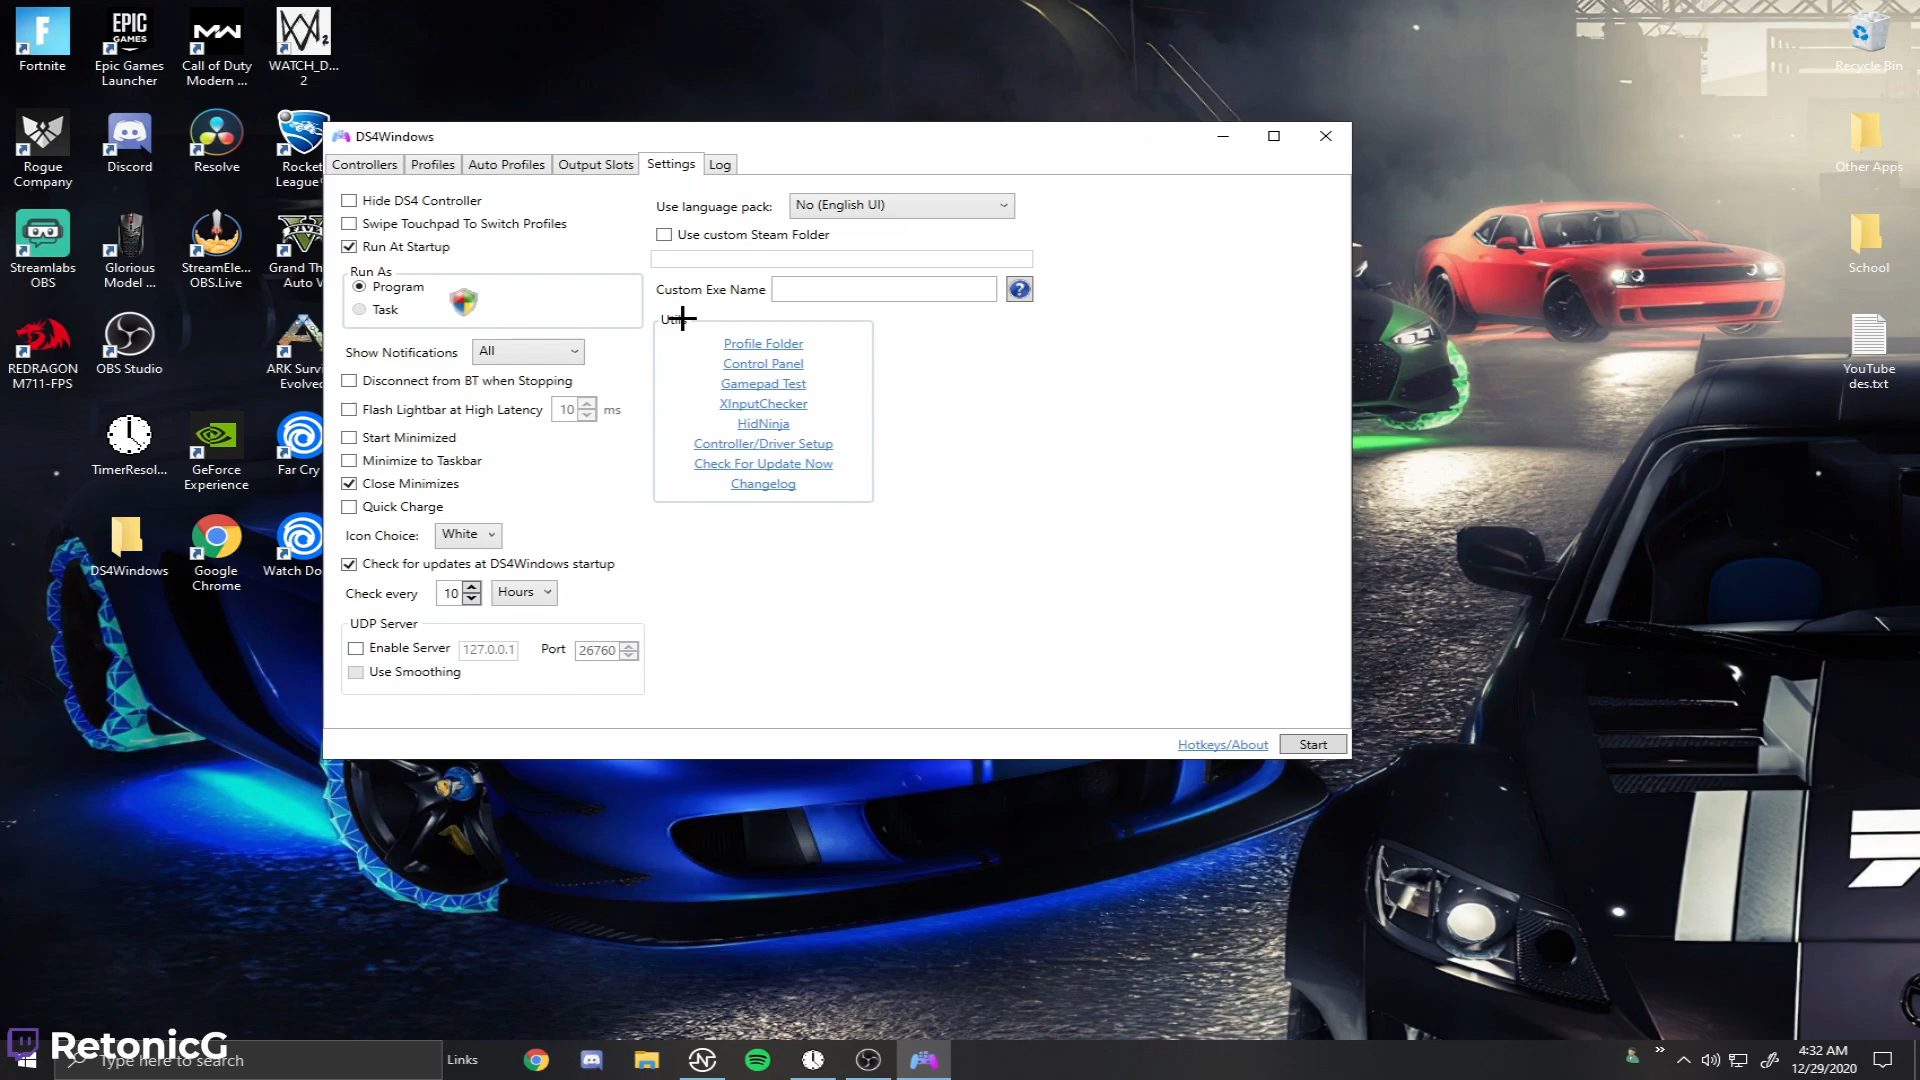 Fortnite
Epic Games
Launcher
Call of Duty
Modern ...
WATCH_D...
2
EPIC
GAMES
Rogue
Company
Discord
Resolve
Rocket
League
Streamlabs
OBS
Glorious
Model ...
StreamEle...
OBS.Live
Grand Th
Auto V
REDRAGON
M711-FPS
OBS Studio
ARK Survi
Evolved
TimerResol...
GeForce
Experience
Far Cry
DS4Windows
Google
Chrome
Watch Do
Recycle Bin
Other Apps
School
YouTube
des.txt
DS4Windows
Controllers
Profiles
Auto Profiles
Output Slots
Settings
Log
Hide DS4 Controller
Swipe Touchpad To Switch Profiles
Run At Startup
Run As
Program
Task
Show Notifications
All
Disconnect from BT when Stopping
Flash Lightbar at High Latency
10
ms
Start Minimized
Minimize to Taskbar
Close Minimizes
Quick Charge
Icon Choice:
White
Check for updates at DS4Windows startup
Check every
10
Hours
UDP Server
Enable Server
127.0.0.1
Port
26760
Use Smoothing
Use language pack:
No (English UI)
Use custom Steam Folder
Custom Exe Name
Utils
Profile Folder
Control Panel
Gamepad Test
XInputChecker
HidNinja
Controller/Driver Setup
Check For Update Now
Changelog
Hotkeys/About
Start
RetonicG
Type here to search
Links
4:32 AM
12/29/2020